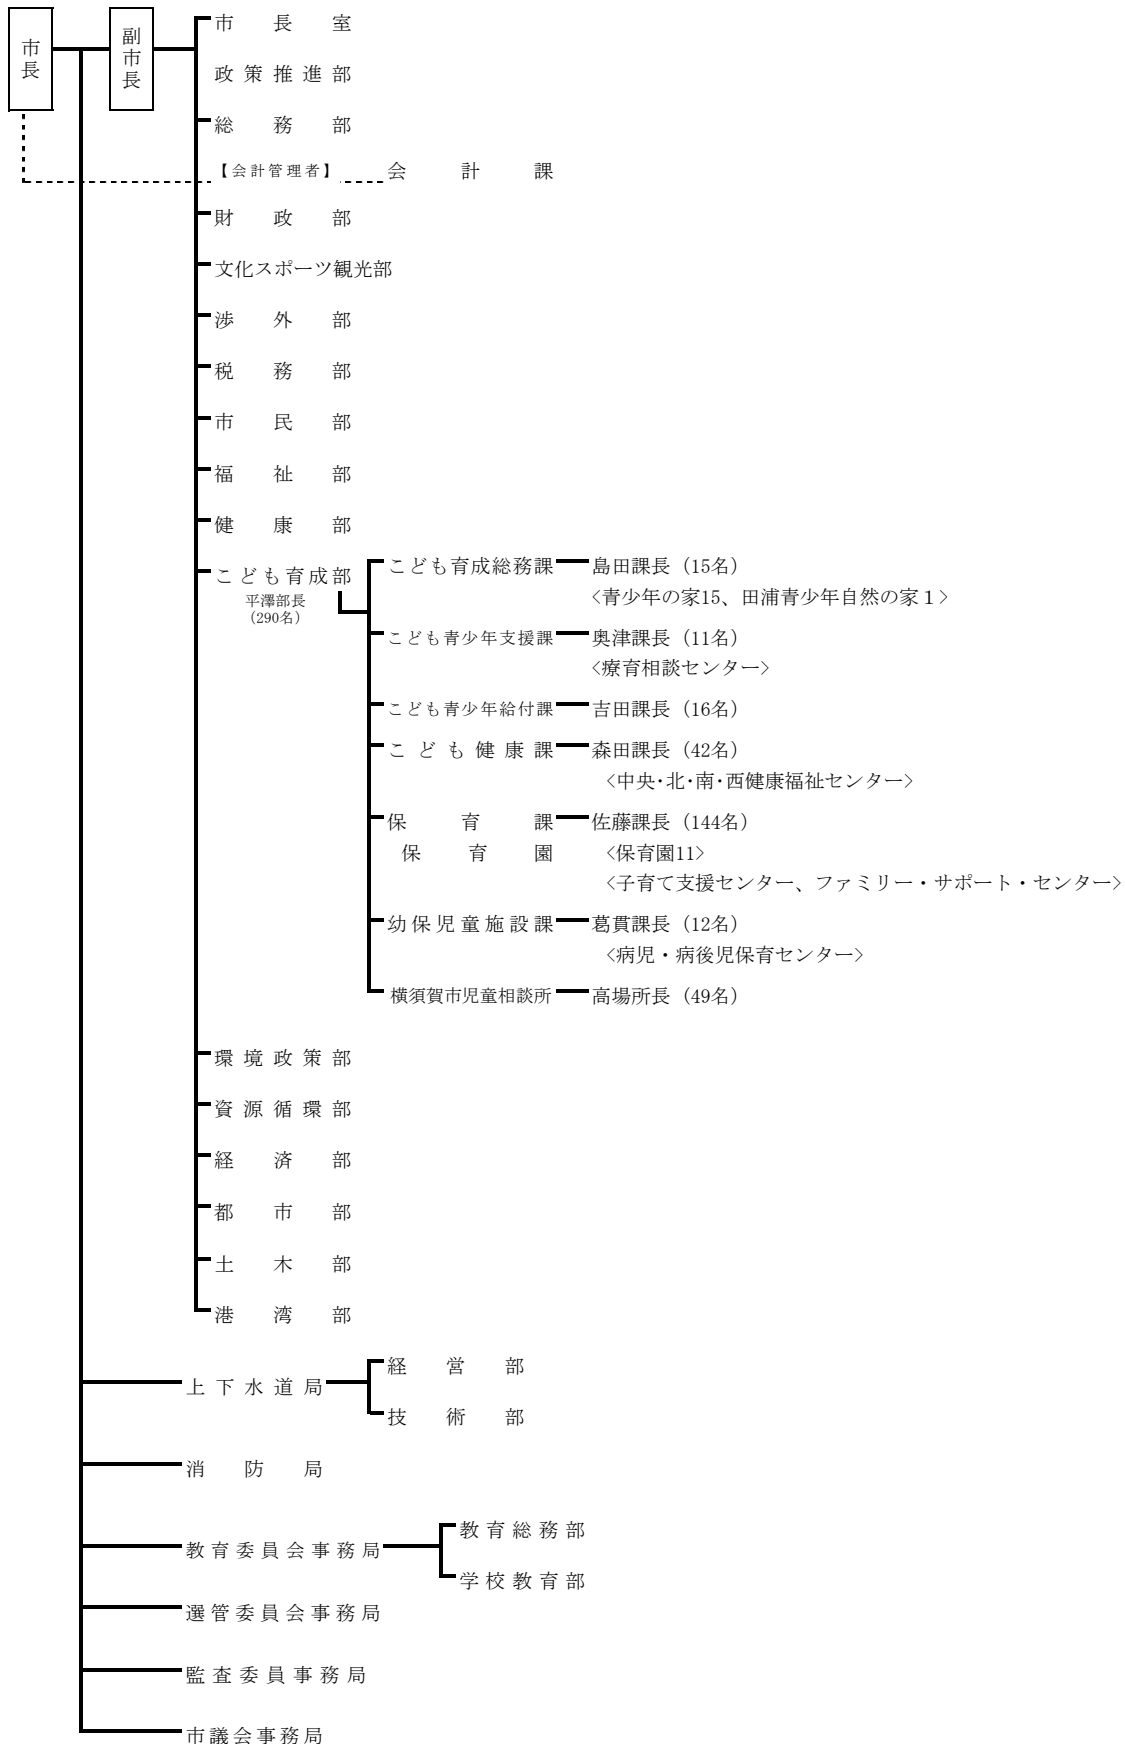 市長
副市長
市長室
政策推進部
総務部
【会計管理者】 会計課
財政部
文化スポーツ観光部
渉外部
税務部
市民部
福祉部
健康部
こども育成部
平澤部長
(290名)
こども育成総務課 島田課長 (15名)
<青少年の家15、田浦青少年自然の家１>
こども青少年支援課 奥津課長 (11名)
<療育相談センター>
こども青少年給付課 吉田課長 (16名)
こども健康課 森田課長 (42名)
<中央・北・南・西健康福祉センター>
保育課 佐藤課長 (144名)
保育園 <保育園11>
<子育て支援センター、ファミリー・サポート・センター>
幼保児童施設課 葛貫課長 (12名)
<病児・病後児保育センター>
横須賀市児童相談所 高場所長 (49名)
環境政策部
資源循環部
経済部
都市部
土木部
港湾部
上下水道局
経営部
技術部
消防局
教育委員会事務局
教育総務部
学校教育部
選管委員会事務局
監査委員事務局
市議会事務局